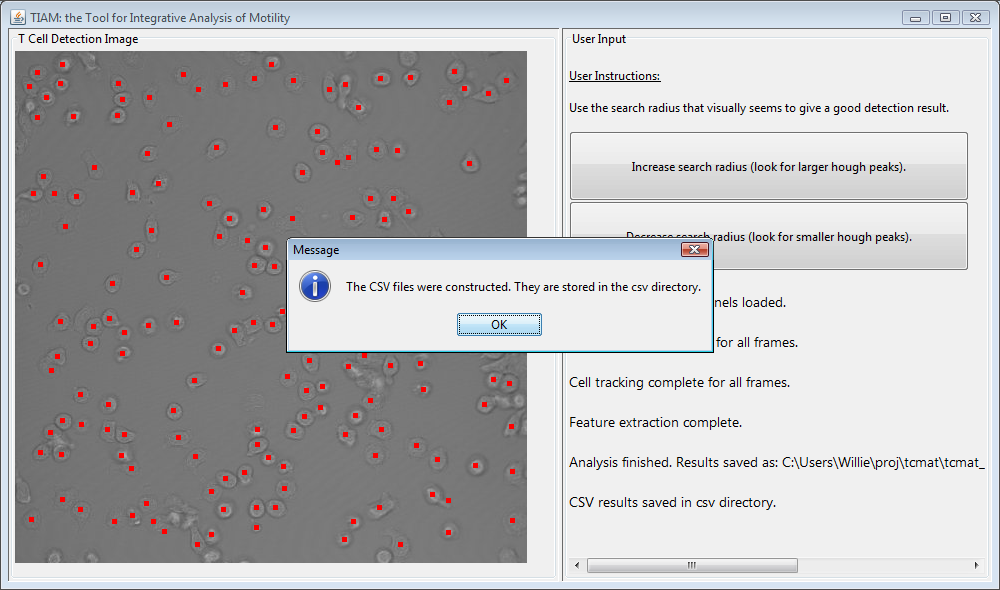 TIAM: the Tool for Integrative Analysis of Motility
T Cell Detection Image
User Input
User Instructions:
Use the search radius that visually seems to give a good detection result.
Increase search radius (look for larger hough peaks).
Decrease search radius (look for smaller hough peaks).
Message
The CSV files were constructed. They are stored in the csv directory.
OK
loaded.
for all frames.
Cell tracking complete for all frames.
Feature extraction complete.
Analysis finished. Results saved as: C:\Users\Willie\proj\tcmat\tcmat_
CSV results saved in csv directory.